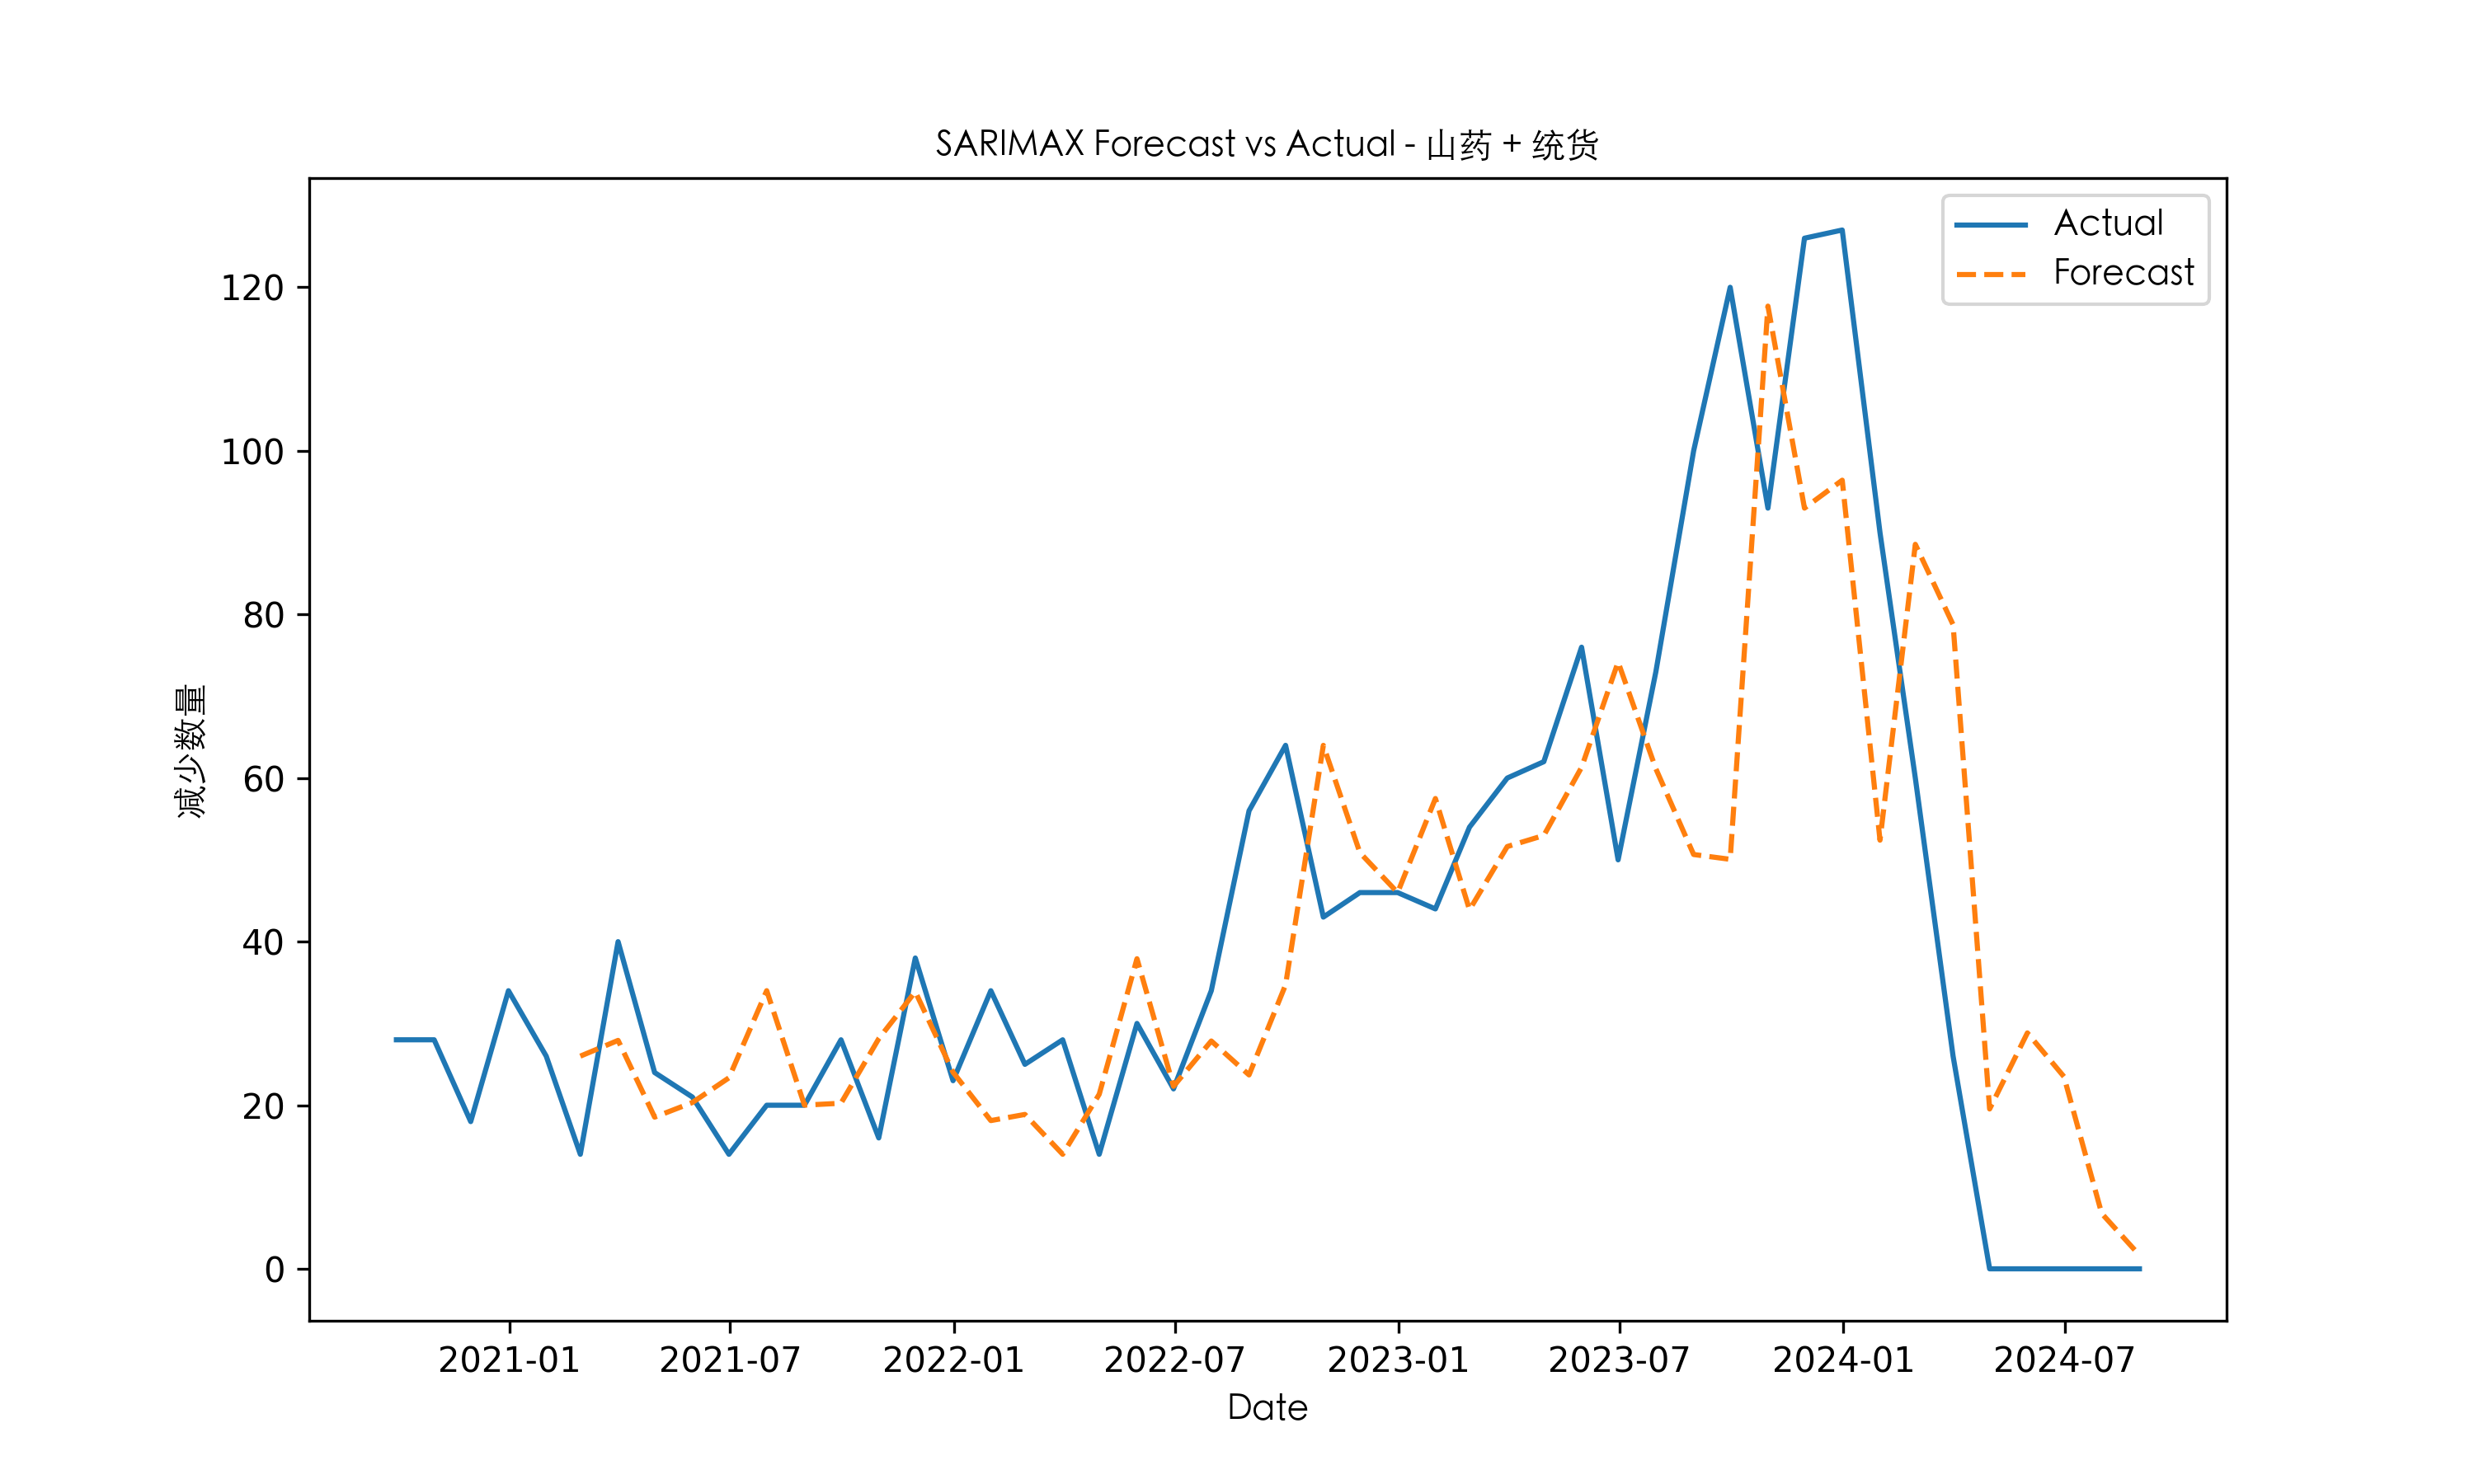 SARIMAX Forecast vs Actual - 山药 + 统货
Actual
Forecast
减少数量
120
100
80
60
40
20
0
2021-01 2021-07 2022-01 2022-07 2023-01 2023-07 2024-01 2024-07
Date